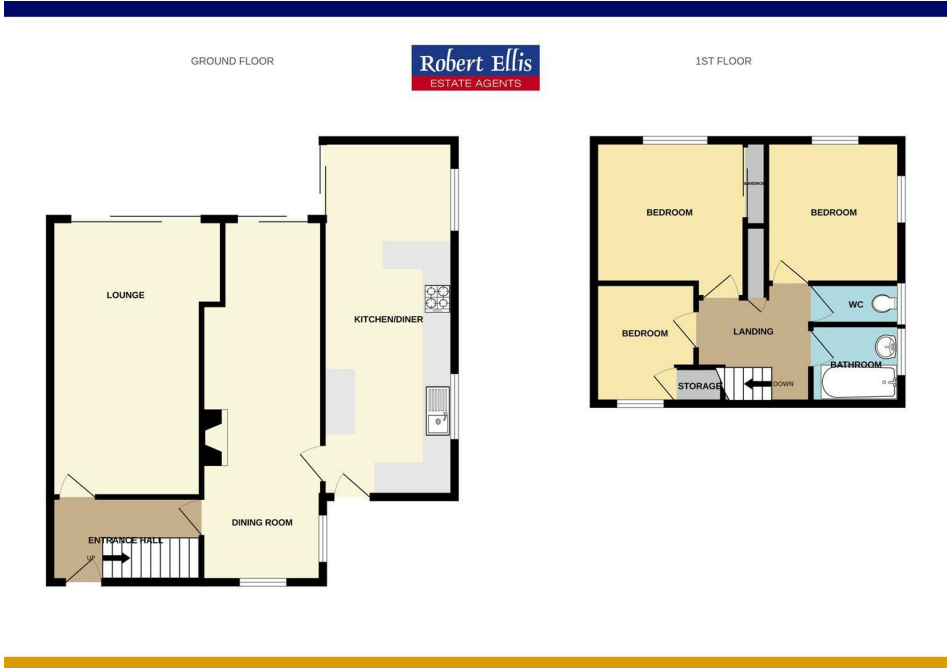 GROUND FLOOR
Robert Ellis
ESTATE AGENTS
1ST FLOOR
LOUNGE
KITCHEN/DINER
DINING ROOM
ENTRANCE HALL
UP
BEDROOM
WARDROBE
BEDROOM
BEDROOM
LANDING
WC
BATHROOM
STORAGE
DOWN